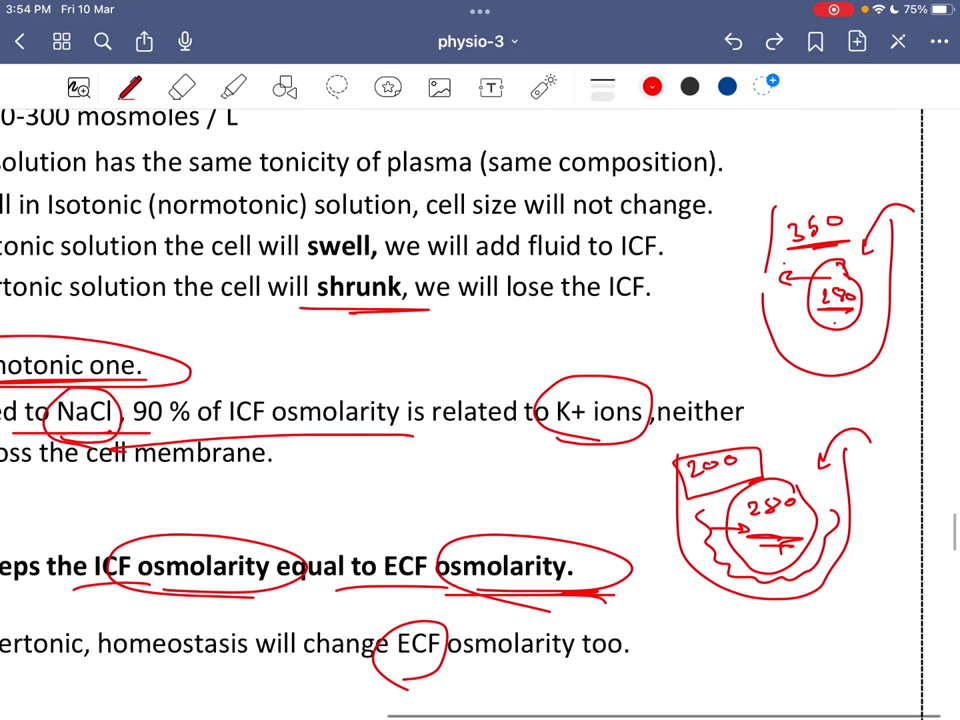 3:54 PM Fri 10 Mar
75%
physio-3
0-300 mosmoles / L
solution has the same tonicity of plasma (same composition).
ll in Isotonic (normotonic) solution, cell size will not change.
tonic solution the cell will swell, we will add fluid to ICF.
rtonic solution the cell will shrunk, we will lose the ICF.
350
280
notonic one.
ed to NaCl , 90 % of ICF osmolarity is related to K+ ions ,neither
oss the cell membrane.
200
280
eeps the ICF osmolarity equal to ECF osmolarity.
ertonic, homeostasis will change ECF osmolarity too.